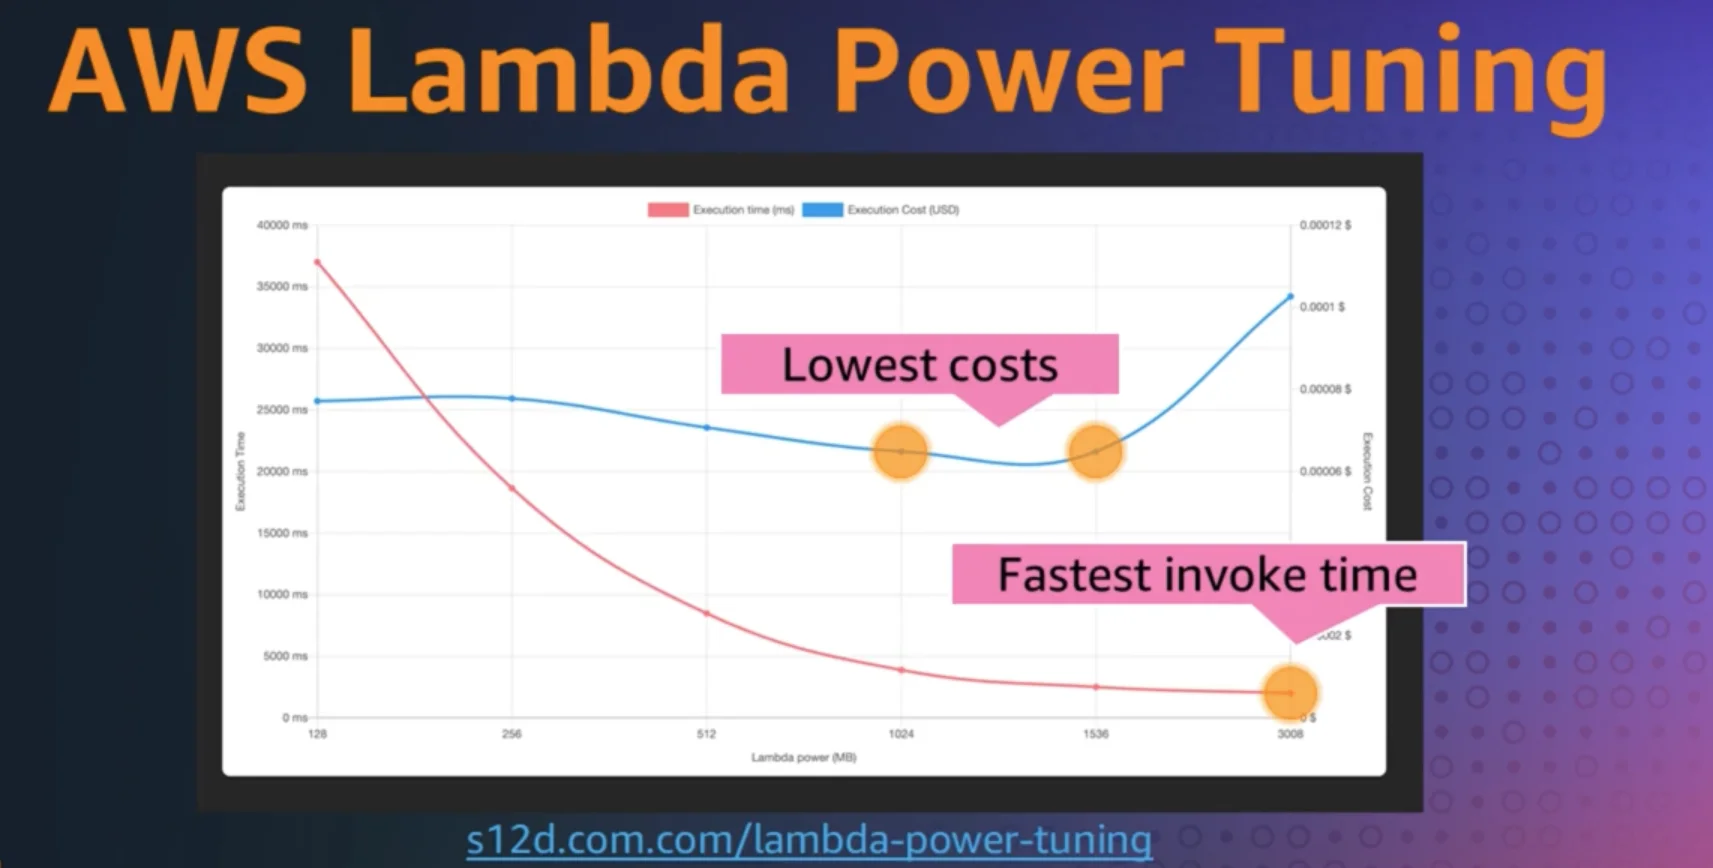 AWS Lambda Power Tuning
Execution time (ms) Execution Cost (USD)
40000 ms
35000 ms
30000 ms
25000 ms
20000 ms
15000 ms
10000 ms
5000 ms
0 ms
Execution Time
0.00012 $
0.0001 $
0.00008 $
0.00006 $
002 $
0 $
Execution Cost
Lowest costs
Fastest invoke time
128 256 512 1024 1536 3008
Lambda power (MB)
s12d.com.com/lambda-power-tuning